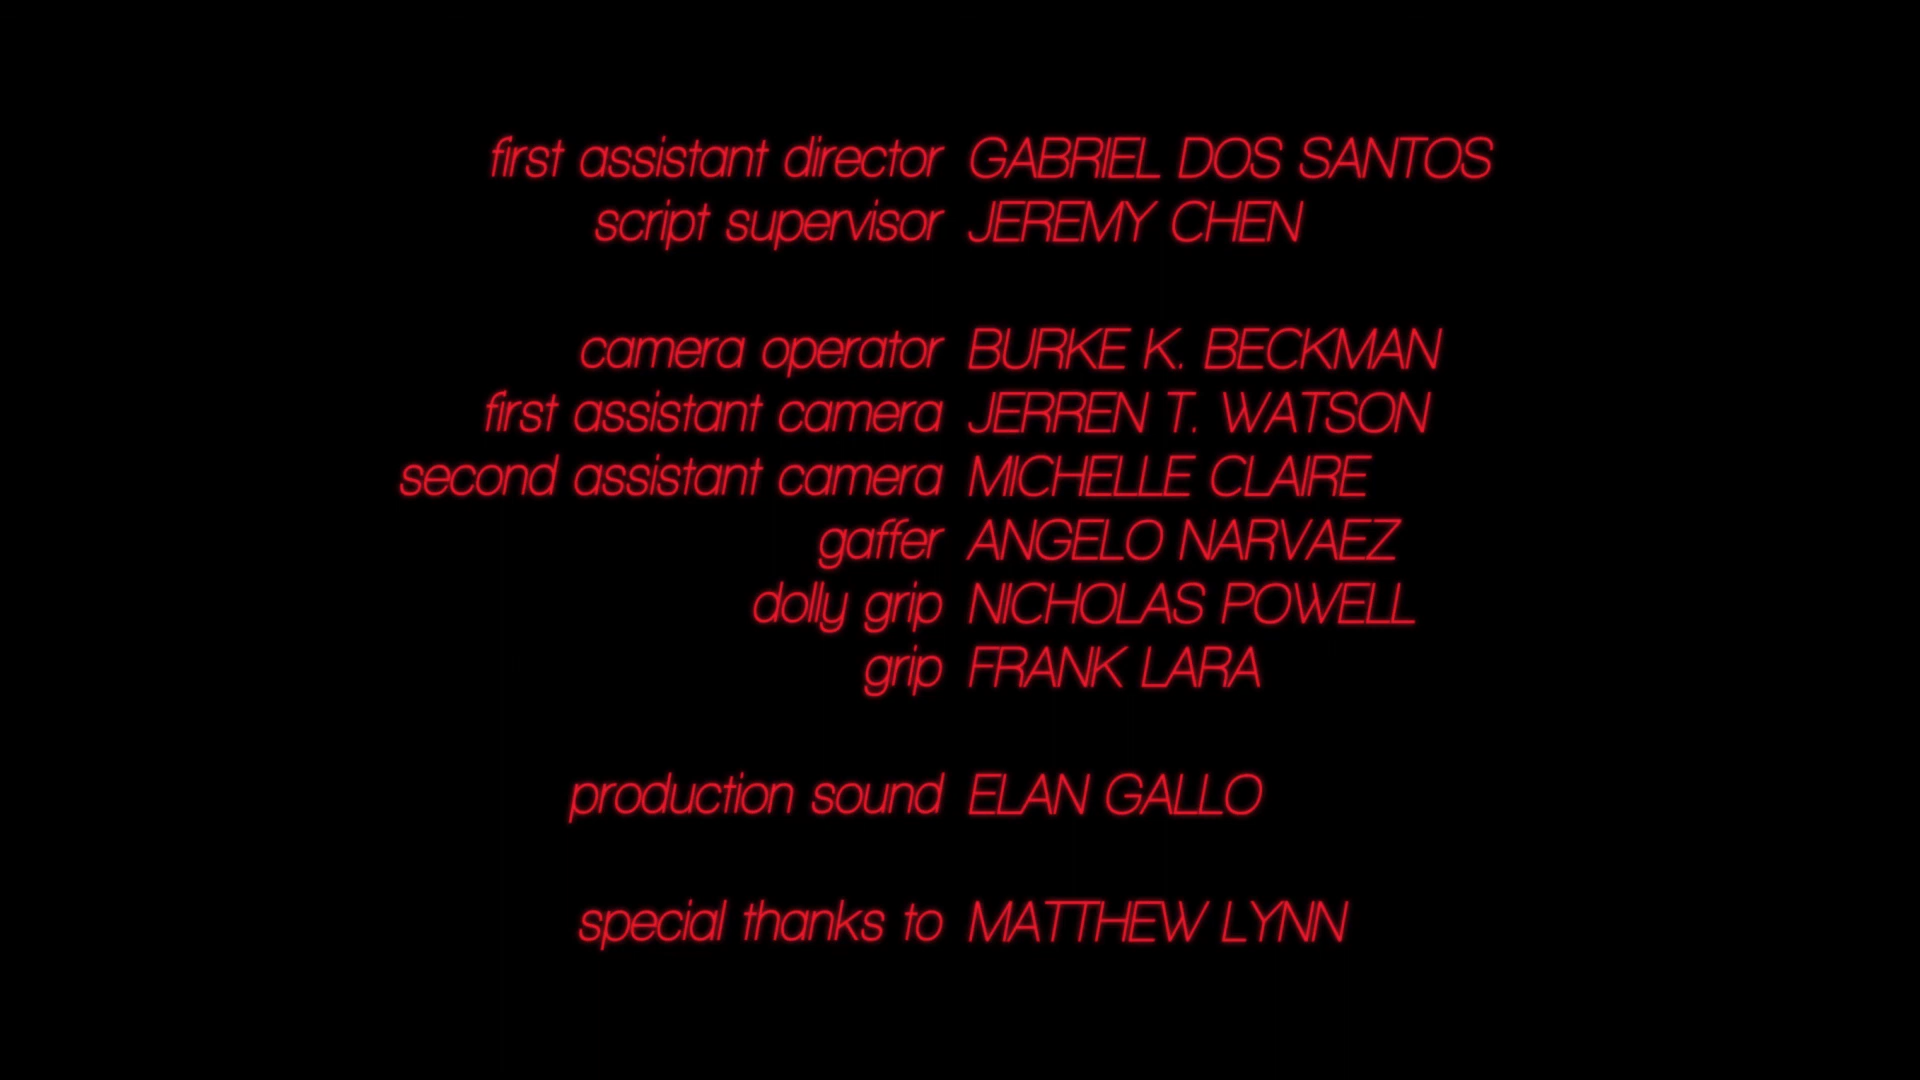 first assistant director GABRIEL DOS SANTOS
script supervisor JEREMY CHEN
camera operator BURKE K. BECKMAN
first assistant camera JERREN T. WATSON
second assistant camera MICHELLE CLAIRE
gaffer ANGELO NARVAEZ
dolly grip NICHOLAS POWELL
grip FRANK LARA
production sound ELAN GALLO
special thanks to MATTHEW LYNN